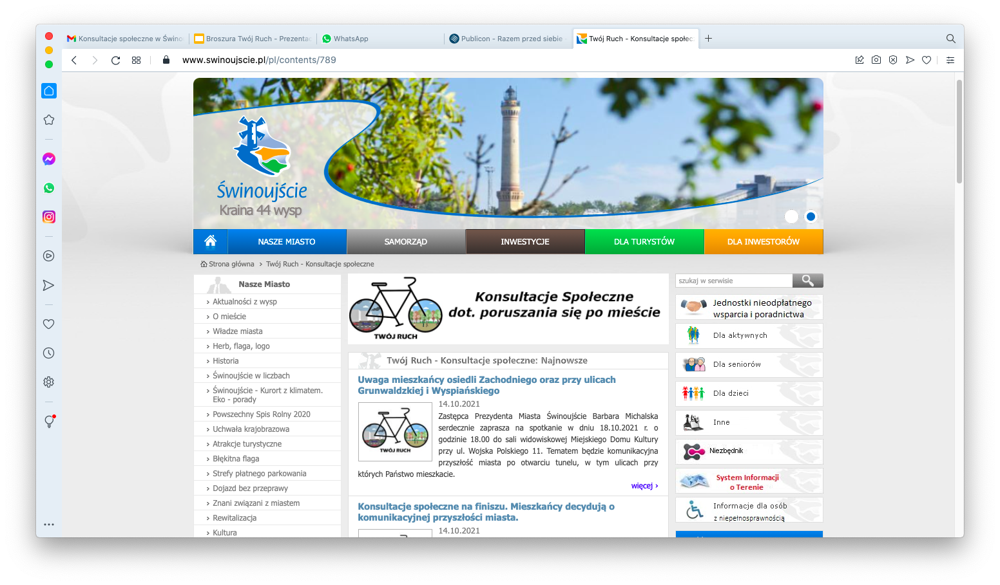 Konsultacje społeczne w Świno
Broszura Twój Ruch - Prezentac
WhatsApp
Publicon - Razem przed siebie
Twój Ruch - Konsultacje społec
www.swinoujscie.pl/pl/contents/789
Świnoujście
Kraina 44 wysp
NASZE MIASTO
SAMORZĄD
INWESTYCJE
DLA TURYSTÓW
DLA INWESTORÓW
Strona główna > Twój Ruch - Konsultacje społeczne
Nasze Miasto
> Aktualności z wysp
> O mieście
> Władze miasta
> Herb, flaga, logo
> Historia
> Świnoujście w liczbach
> Świnoujście - Kurort z klimatem.
Eko - porady
> Powszechny Spis Rolny 2020
> Uchwała krajobrazowa
> Atrakcje turystyczne
> Błękitna flaga
> Strefy płatnego parkowania
> Dojazd bez przeprawy
> Znani związani z miastem
> Rewitalizacja
> Kultura
TWÓJ RUCH
Konsultacje Społeczne
dot. poruszania się po mieście
Twój Ruch - Konsultacje społeczne: Najnowsze
Uwaga mieszkańcy osiedli Zachodniego oraz przy ulicach
Grunwaldzkiej i Wyspiańskiego
TWÓJ RUCH
14.10.2021
Zastępca Prezydenta Miasta Świnoujście Barbara Michalska
serdecznie zaprasza na spotkanie w dniu 18.10.2021 r. o
godzinie 18.00 do sali widowiskowej Miejskiego Domu Kultury
przy ul. Wojska Polskiego 11. Tematem będzie komunikacyjna
przyszłość miasta po otwarciu tunelu, w tym ulicach przy
których Państwo mieszkacie.
więcej ›
Konsultacje społeczne na finiszu. Mieszkańcy decydują o
komunikacyjnej przyszłości miasta.
14.10.2021
szukaj w serwisie
Jednostki nieodpłatnego
wsparcia i poradnictwa
Dla aktywnych
Dla seniorów
Dla dzieci
Inne
Niezbędnik
System Informacji
o Terenie
Informacje dla osób
z niepełnosprawnością